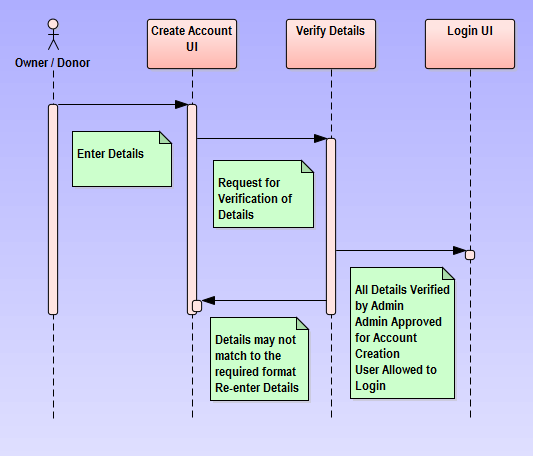 Owner / Donor
Create Account
UI
Verify Details
Login UI
Enter Details
Request for
Verification of
Details
All Details Verified
by Admin
Admin Approved
for Account
Creation
User Allowed to
Login
Details may not
match to the
required format
Re-enter Details